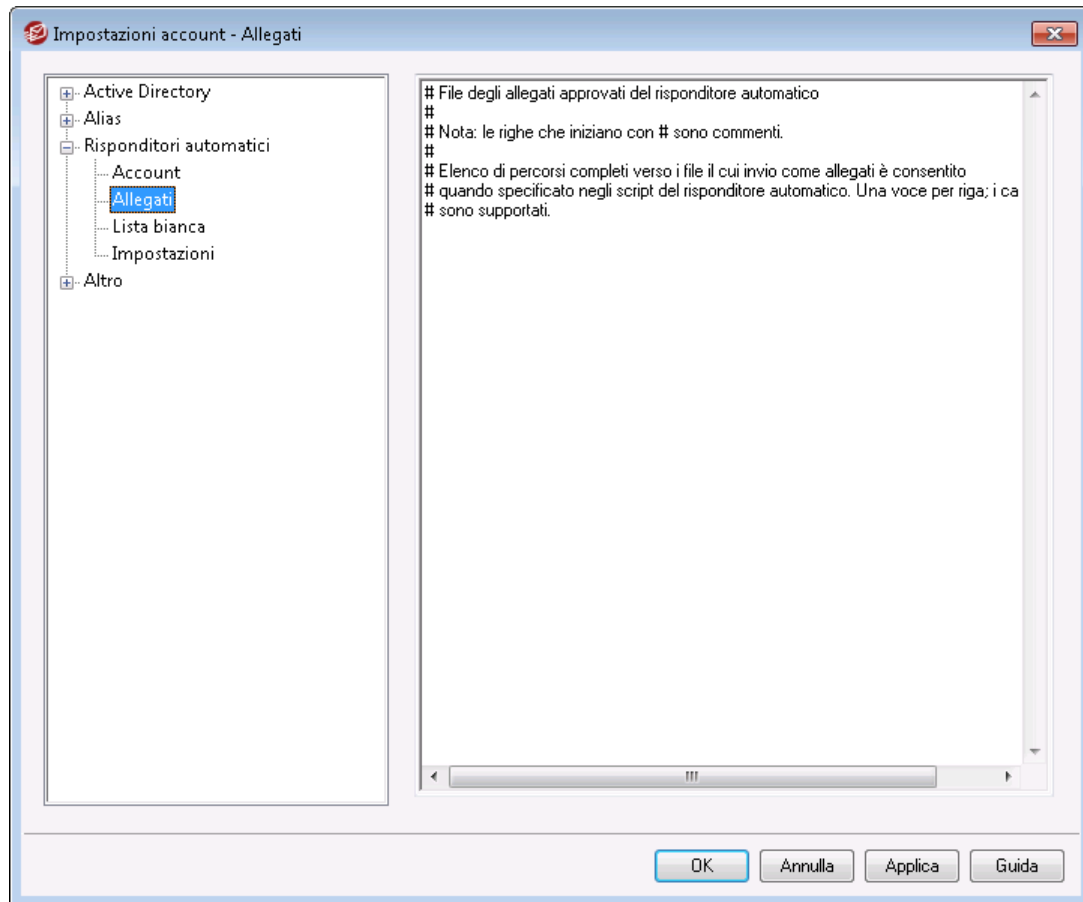 Impostazioni account - Allegati
Active Directory
Alias
Risponditori automatici
Account
Allegati
Lista bianca
Impostazioni
Altro
# File degli allegati approvati del risponditore automatico
#
# Nota: le righe che iniziano con # sono commenti.
#
# Elenco di percorsi completi verso i file il cui invio come allegati è consentito
# quando specificato negli script del risponditore automatico. Una voce per riga; i ca
# sono supportati.
OK
Annulla
Applica
Guida